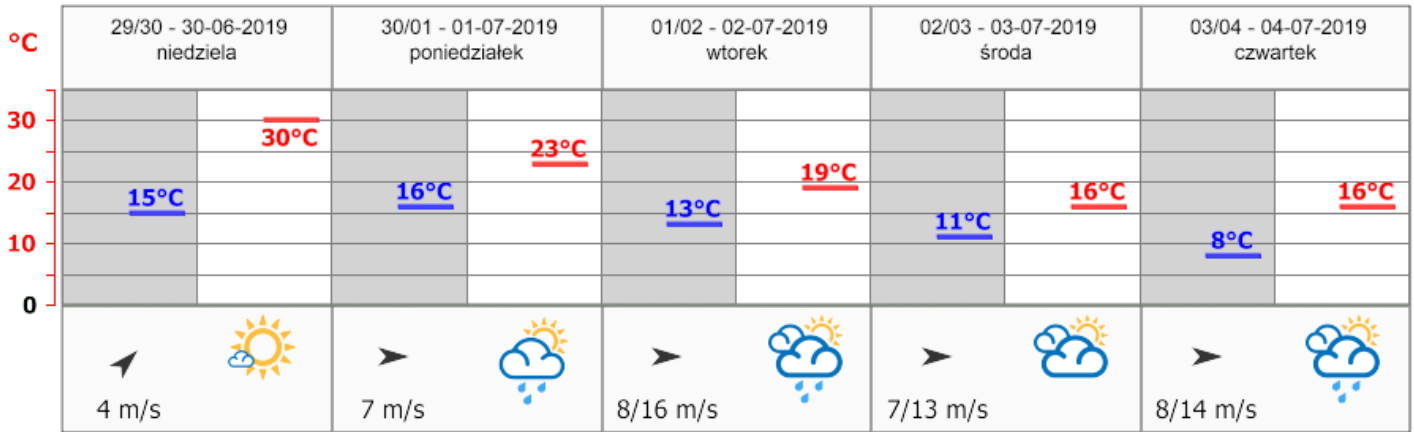 °C
29/30 - 30-06-2019
niedziela
30/01 - 01-07-2019
poniedziałek
01/02 - 02-07-2019
wtorek
02/03 - 03-07-2019
środa
03/04 - 04-07-2019
czwartek
30
20
10
0
15°C
30°C
16°C
23°C
13°C
19°C
11°C
16°C
8°C
16°C
4 m/s
7 m/s
8/16 m/s
7/13 m/s
8/14 m/s